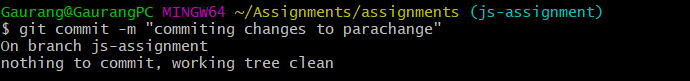 Gaurang@GaurangPC MINGW64 ~/Assignments/assignments (js-assignment)
$ git commit -m "commiting changes to parachange"
On branch js-assignment
nothing to commit, working tree clean